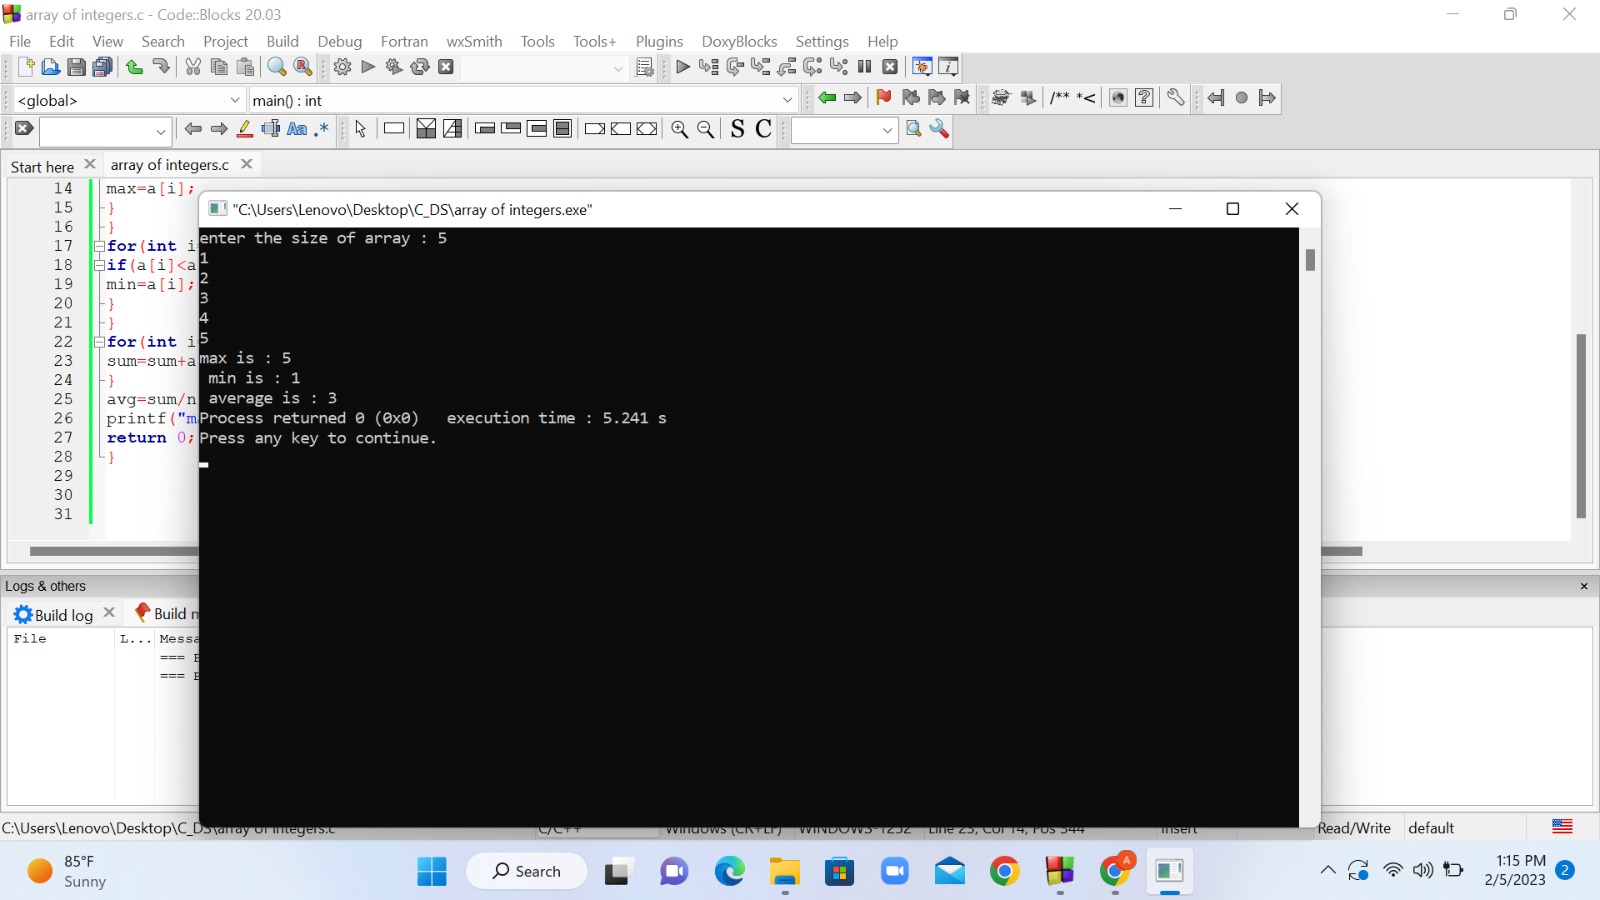 array of integers.c - Code::Blocks 20.03
File Edit View Search Project Build Debug Fortran wxSmith Tools Tools+ Plugins DoxyBlocks Settings Help
<global> main() : int /** *<
Aa .* S C
Start here array of integers.c
14 max=a[i];
15 }
16 }
17 for(int i
18 if(a[i]<a
19 min=a[i];
20 }
21 }
22 for(int i
23 sum=sum+a
24 }
25 avg=sum/n
26 printf("m
27 return 0;
28 }
29
30
31
"C:\Users\Lenovo\Desktop\C_DS\array of integers.exe"
enter the size of array : 5
1
2
3
4
5
max is : 5
min is : 1
average is : 3
Process returned 0 (0x0) execution time : 5.241 s
Press any key to continue.
Logs & others
Build log Build m
File L... Messa
=== B
===
C:\Users\Lenovo\Desktop\C_DS\array of integers.c C/C++ Windows (CR+LF) WINDOWS-1252 Line 25, Col 14, Pos 344 Insert Read/Write default
85°F
Sunny
Search
A
1:15 PM
2/5/2023
2